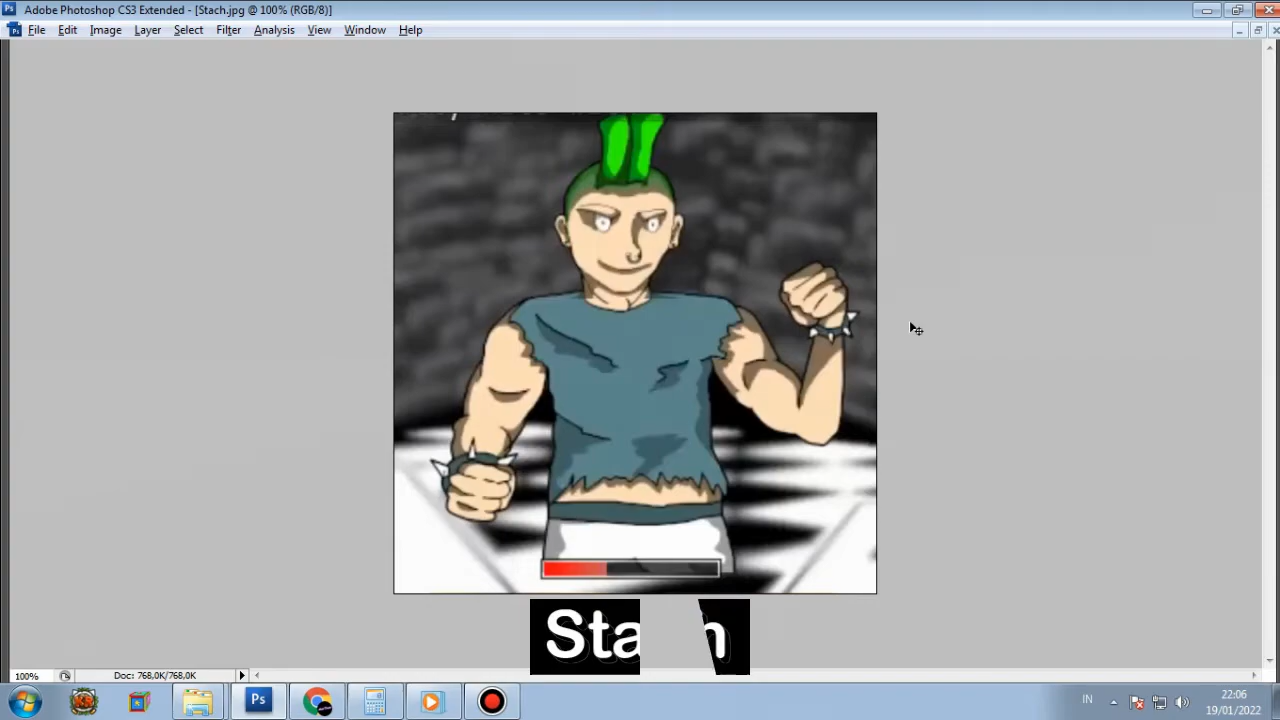 Adobe Photoshop CS3 Extended - [Stach.jpg @ 100% (RGB/8)]
File Edit Image Layer Select Filter Analysis View Window Help
100% Doc: 768,0K/768,0K
Ps IN 22:06
19/01/2022